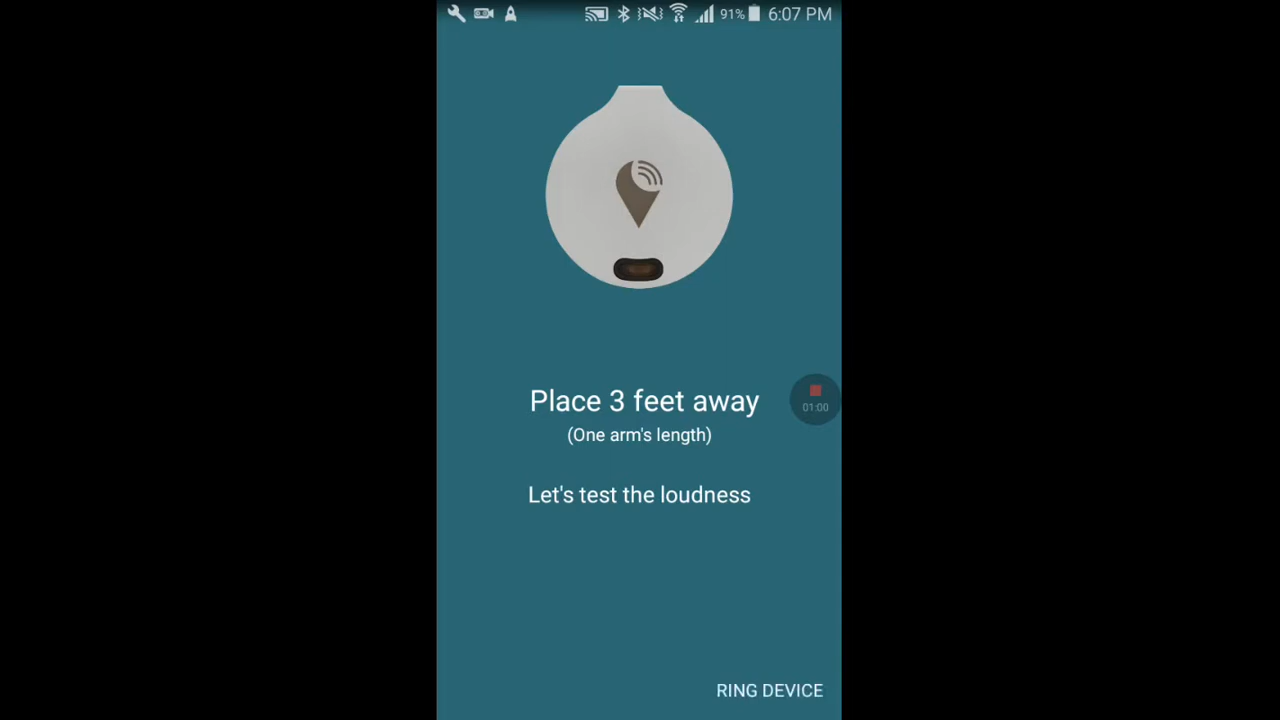 91% 6:07 PM
Place 3 feet away
01:00
(One arm's length)
Let's test the loudness
RING DEVICE